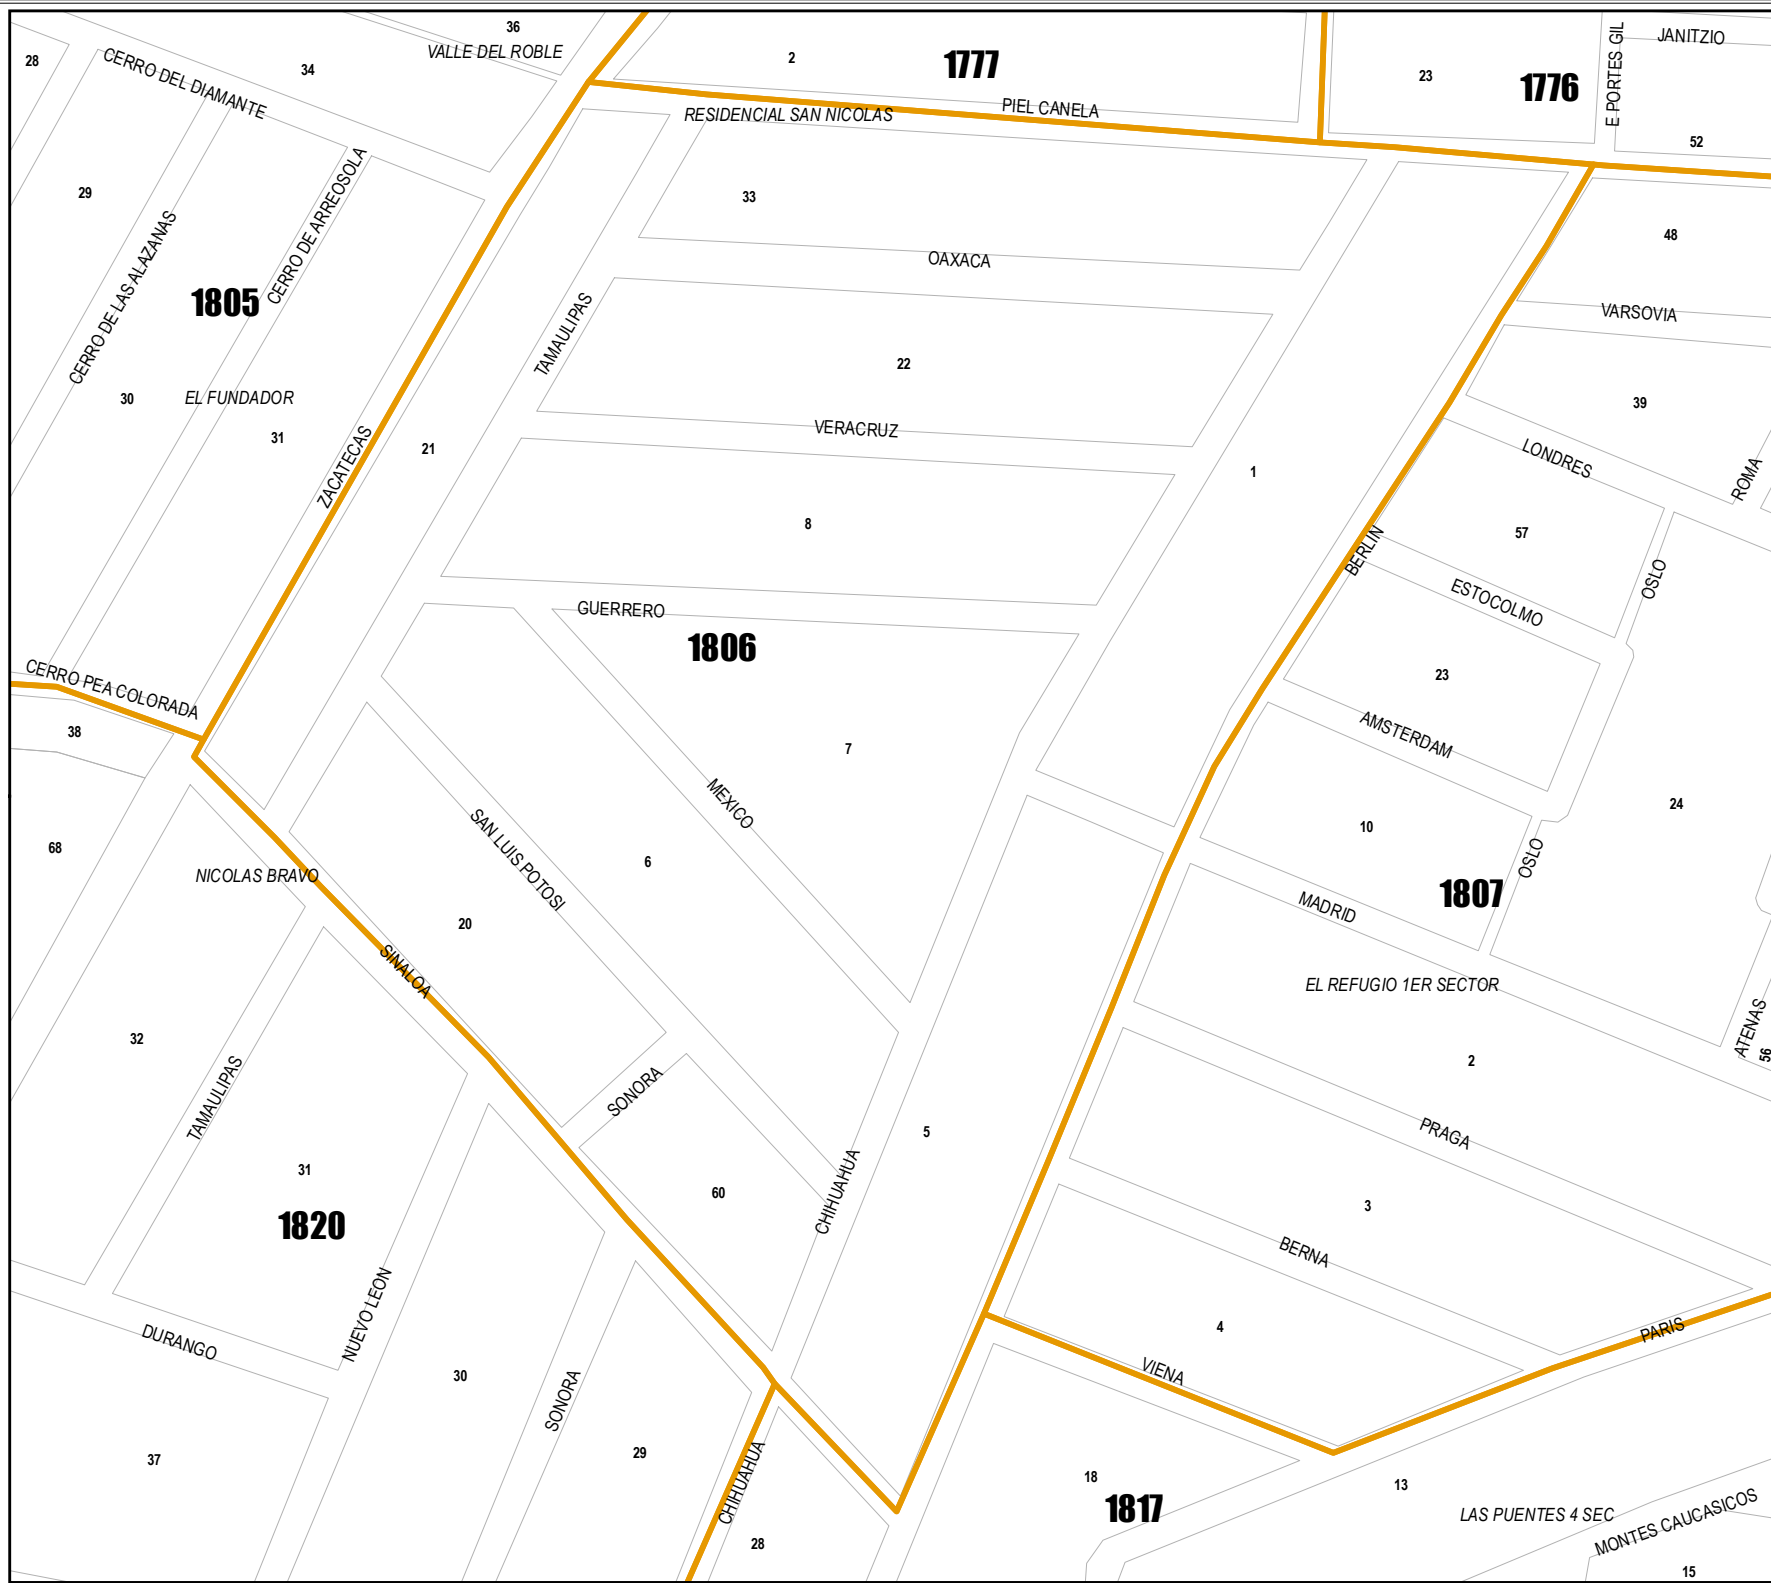 36
VALLE DEL ROBLE
28
34
CERRO DEL DIAMANTE
2
1777
PIEL CANELA
RESIDENCIAL SAN NICOLAS
23
1776
E PORTES GIL
JANITZIO
52
29
CERRO DE LAS ALAZANAS
CERRO DE ARREOSOLA
1805
30
EL FUNDADOR
31
ZACATECAS
21
33
OAXACA
TAMAULIPAS
22
VERACRUZ
8
1
48
VARSOVIA
39
LONDRES
ROMA
57
BERLIN
ESTOCOLMO
OSLO
GUERRERO
1806
23
AMSTERDAM
CERRO PEA COLORADA
38
7
MEXICO
SAN LUIS POTOSI
6
10
24
OSLO
68
NICOLAS BRAVO
20
SINALOA
MADRID
1807
EL REFUGIO 1ER SECTOR
ATENAS
56
32
TAMAULIPAS
SONORA
2
PRAGA
5
31
1820
60
CHIHUAHUA
3
BERNA
NUEVO LEON
DURANGO
4
PARIS
VIENA
30
SONORA
29
37
CHIHUAHUA
28
18
1817
13
LAS PUENTES 4 SEC
MONTES CAUCASICOS
15